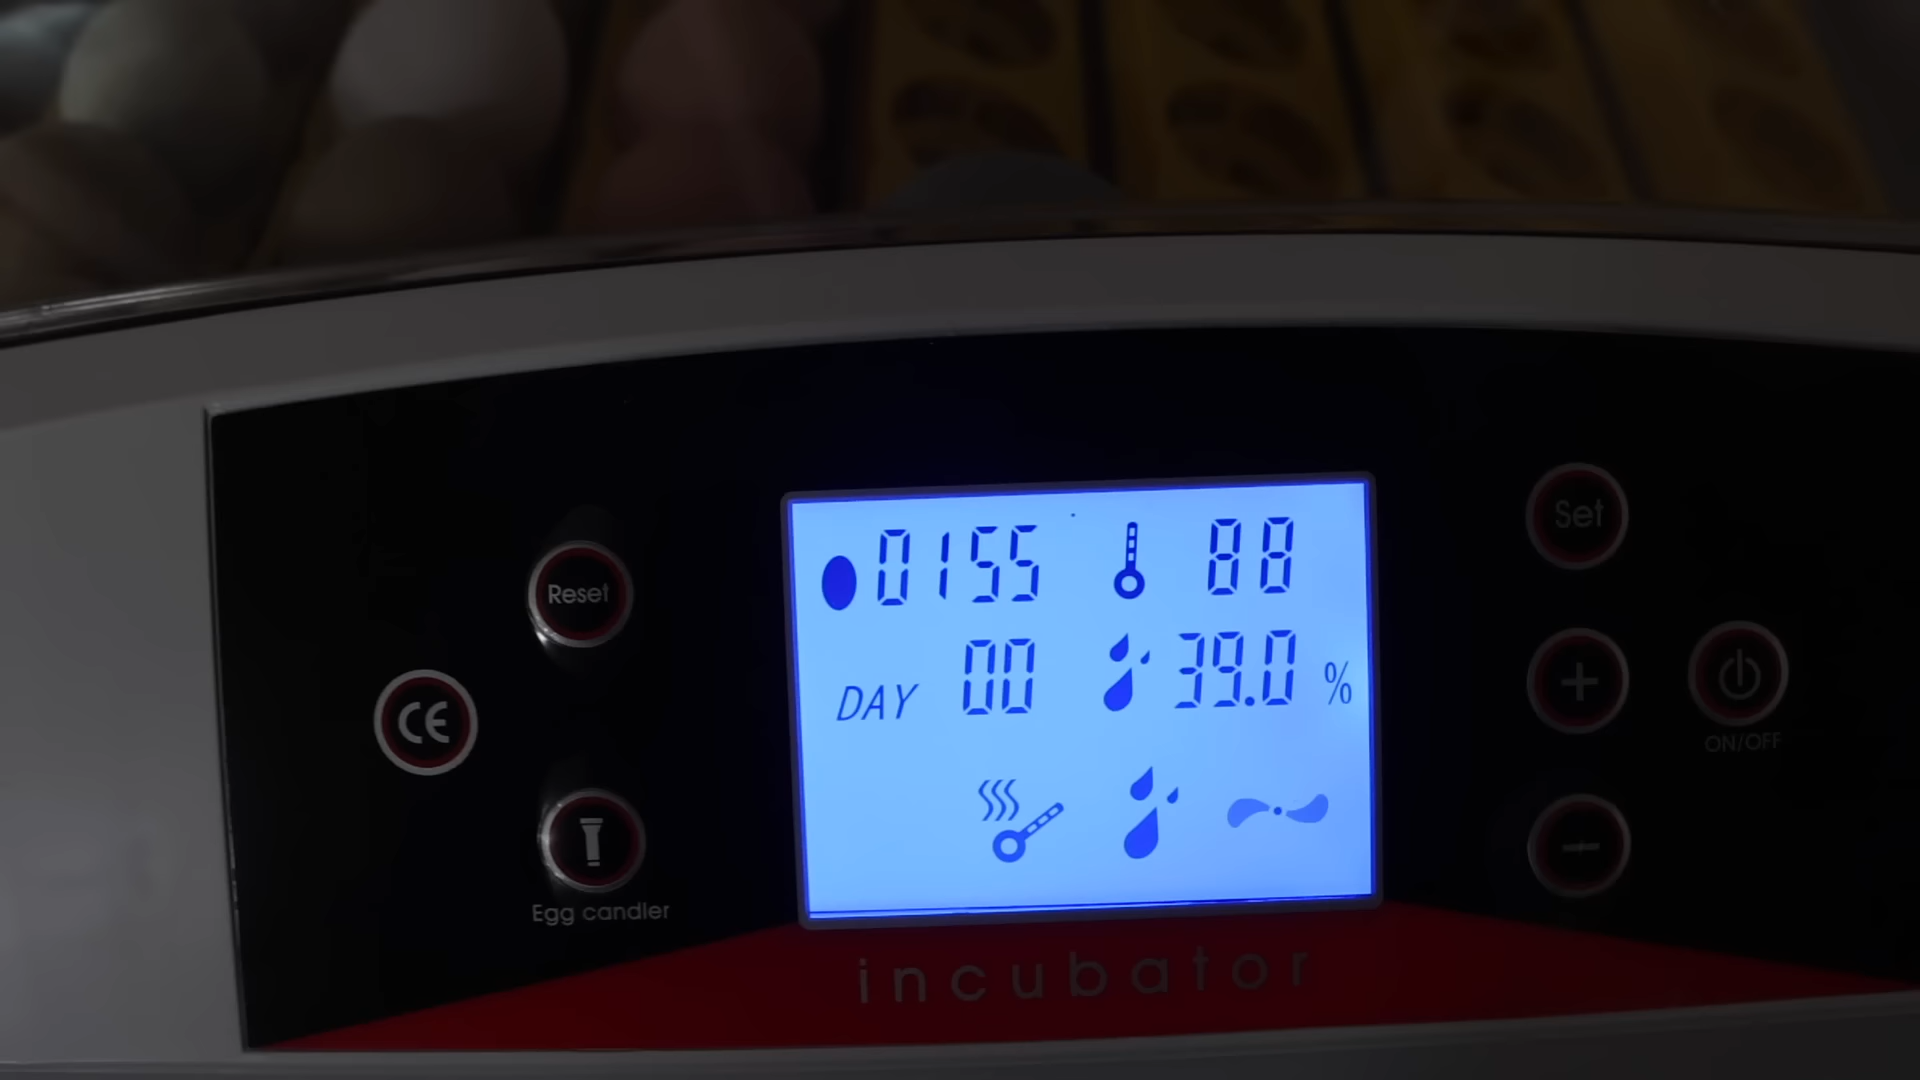 Set
0155 88
Reset
DAY 00 39.0 %
+
CE
ON/OFF
-
Egg candler
incubator